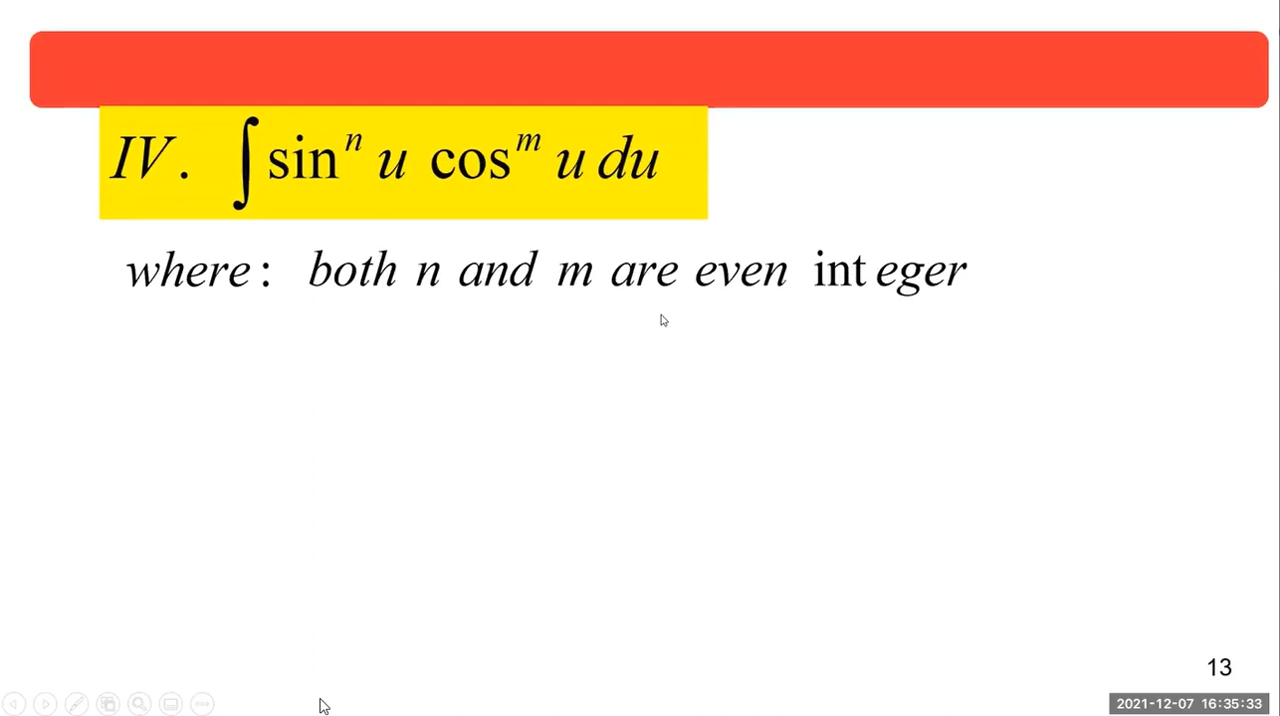 IV. ∫ sinⁿ u cosᵐ u du
where: both n and m are even integer
13
2021-12-07 16:35:33